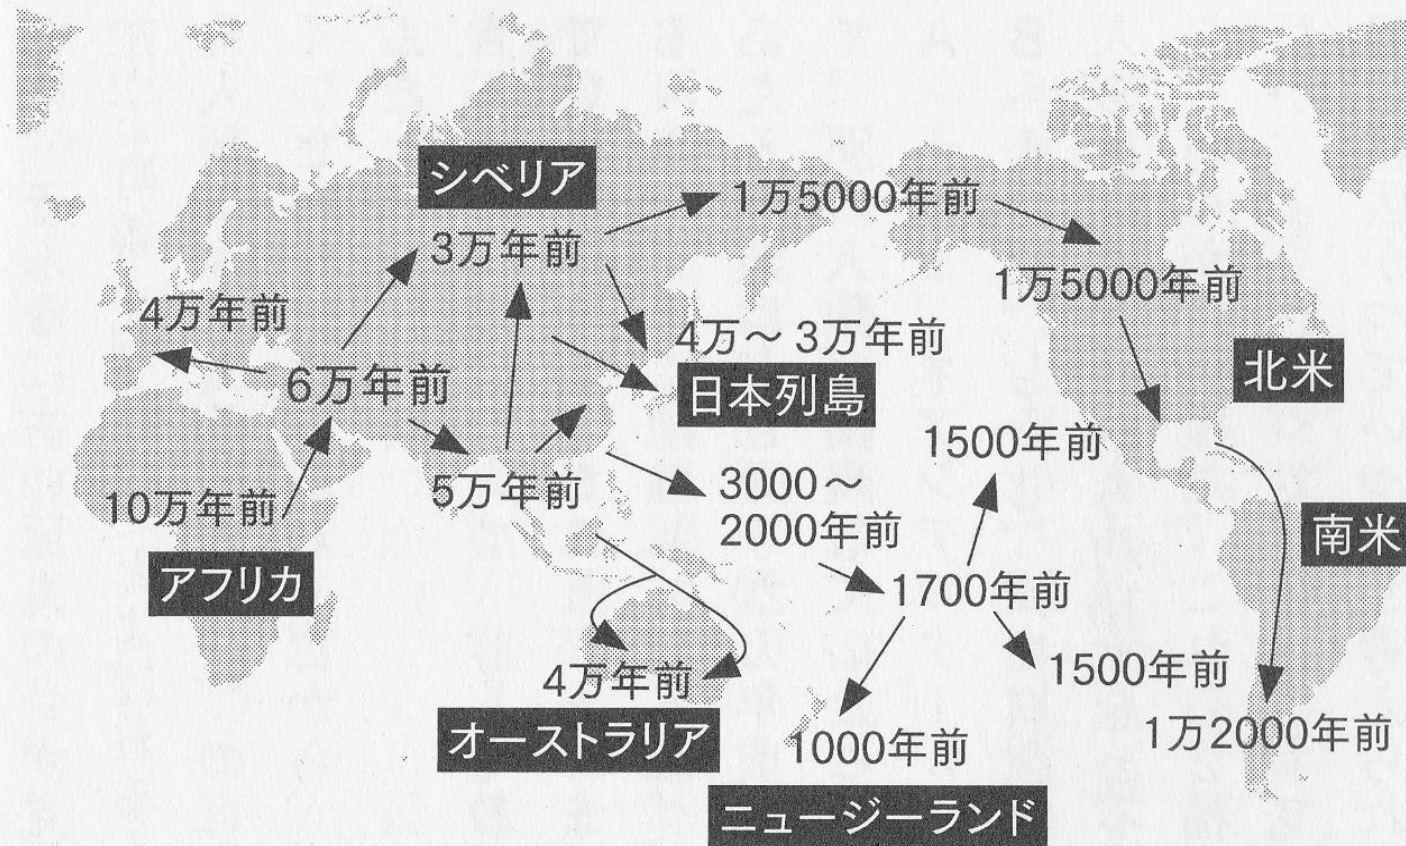 シベリア
1万5000年前
3万年前
1万5000年前
4万年前
4万～3万年前
日本列島
北米
6万年前
1500年前
5万年前
3000～
2000年前
10万年前
アフリカ
南米
1700年前
4万年前
1500年前
オーストラリア
1000年前
1万2000年前
ニュージーランド